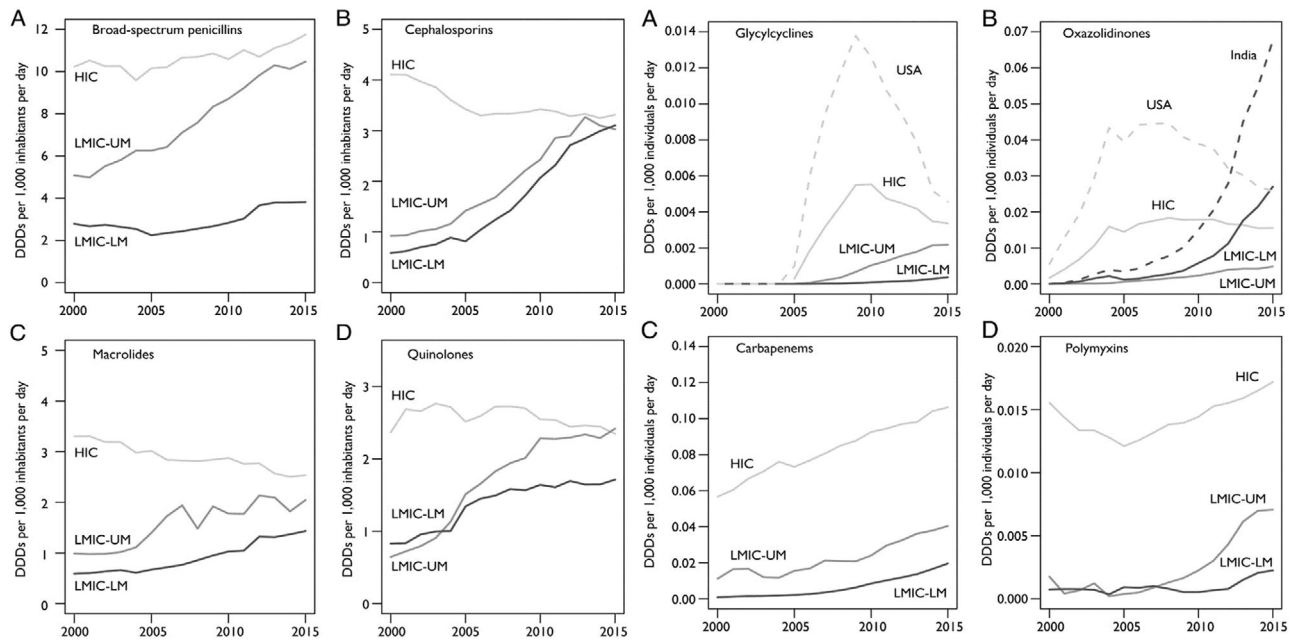 A
Broad-spectrum penicillins
DDDs per 1,000 inhabitants per day
12
10
8
6
4
2
0
HIC
LMIC-UM
LMIC-LM
2000 2005 2010 2015
B
Cephalosporins
DDDs per 1,000 inhabitants per day
5
4
3
2
1
0
HIC
LMIC-UM
LMIC-LM
2000 2005 2010 2015
A
Glycylcyclines
DDDs per 1,000 individuals per day
0.014
0.012
0.010
0.008
0.006
0.004
0.002
0.000
USA
HIC
LMIC-UM
LMIC-LM
2000 2005 2010 2015
B
Oxazolidinones
DDDs per 1,000 individuals per day
0.07
0.06
0.05
0.04
0.03
0.02
0.01
0.00
India
USA
HIC
LMIC-LM
LMIC-UM
2000 2005 2010 2015
C
Macrolides
DDDs per 1,000 inhabitants per day
5
4
3
2
1
0
HIC
LMIC-UM
LMIC-LM
2000 2005 2010 2015
D
Quinolones
DDDs per 1,000 inhabitants per day
3
2
1
0
HIC
LMIC-LM
LMIC-UM
2000 2005 2010 2015
C
Carbapenems
DDDs per 1,000 individuals per day
0.14
0.12
0.10
0.08
0.06
0.04
0.02
0.00
HIC
LMIC-UM
LMIC-LM
2000 2005 2010 2015
D
Polymyxins
DDDs per 1,000 individuals per day
0.020
0.015
0.010
0.005
0.000
HIC
LMIC-UM
LMIC-LM
2000 2005 2010 2015